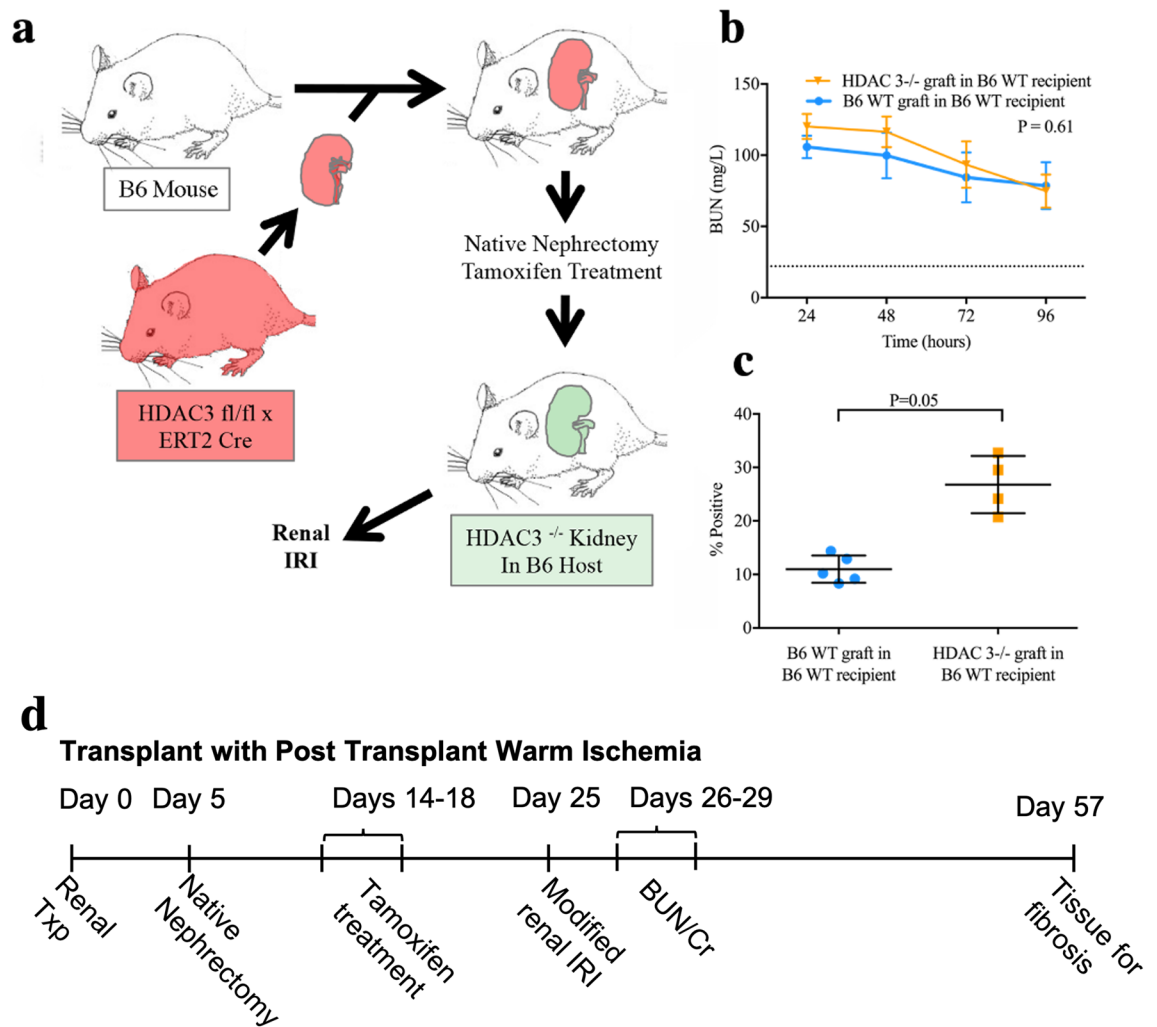 a
B6 Mouse
HDAC3 fl/fl x
ERT2 Cre
Native Nephrectomy
Tamoxifen Treatment
HDAC3 -/- Kidney
In B6 Host
Renal
IRI
b
HDAC 3-/- graft in B6 WT recipient
B6 WT graft in B6 WT recipient
P = 0.61
BUN (mg/L)
150
100
50
0
24 48 72 96
Time (hours)
c
P=0.05
% Positive
40
30
20
10
0
B6 WT graft in
B6 WT recipient
HDAC 3-/- graft in
B6 WT recipient
d
Transplant with Post Transplant Warm Ischemia
Day 0 Day 5 Days 14-18 Day 25 Days 26-29 Day 57
Renal
Txp
Native
Nephrectomy
Tamoxifen
treatment
Modified
renal IRI
BUN/Cr
Tissue for
fibrosis